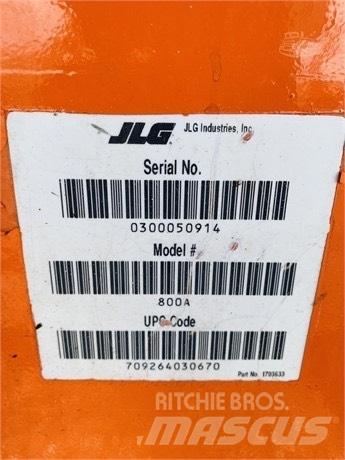 JLG JLG Industries, Inc.
Serial No.
0300050914
Model #
800A
UPC Code
709264030670
Part No 1703633
RITCHIE BROS.
MASCUS